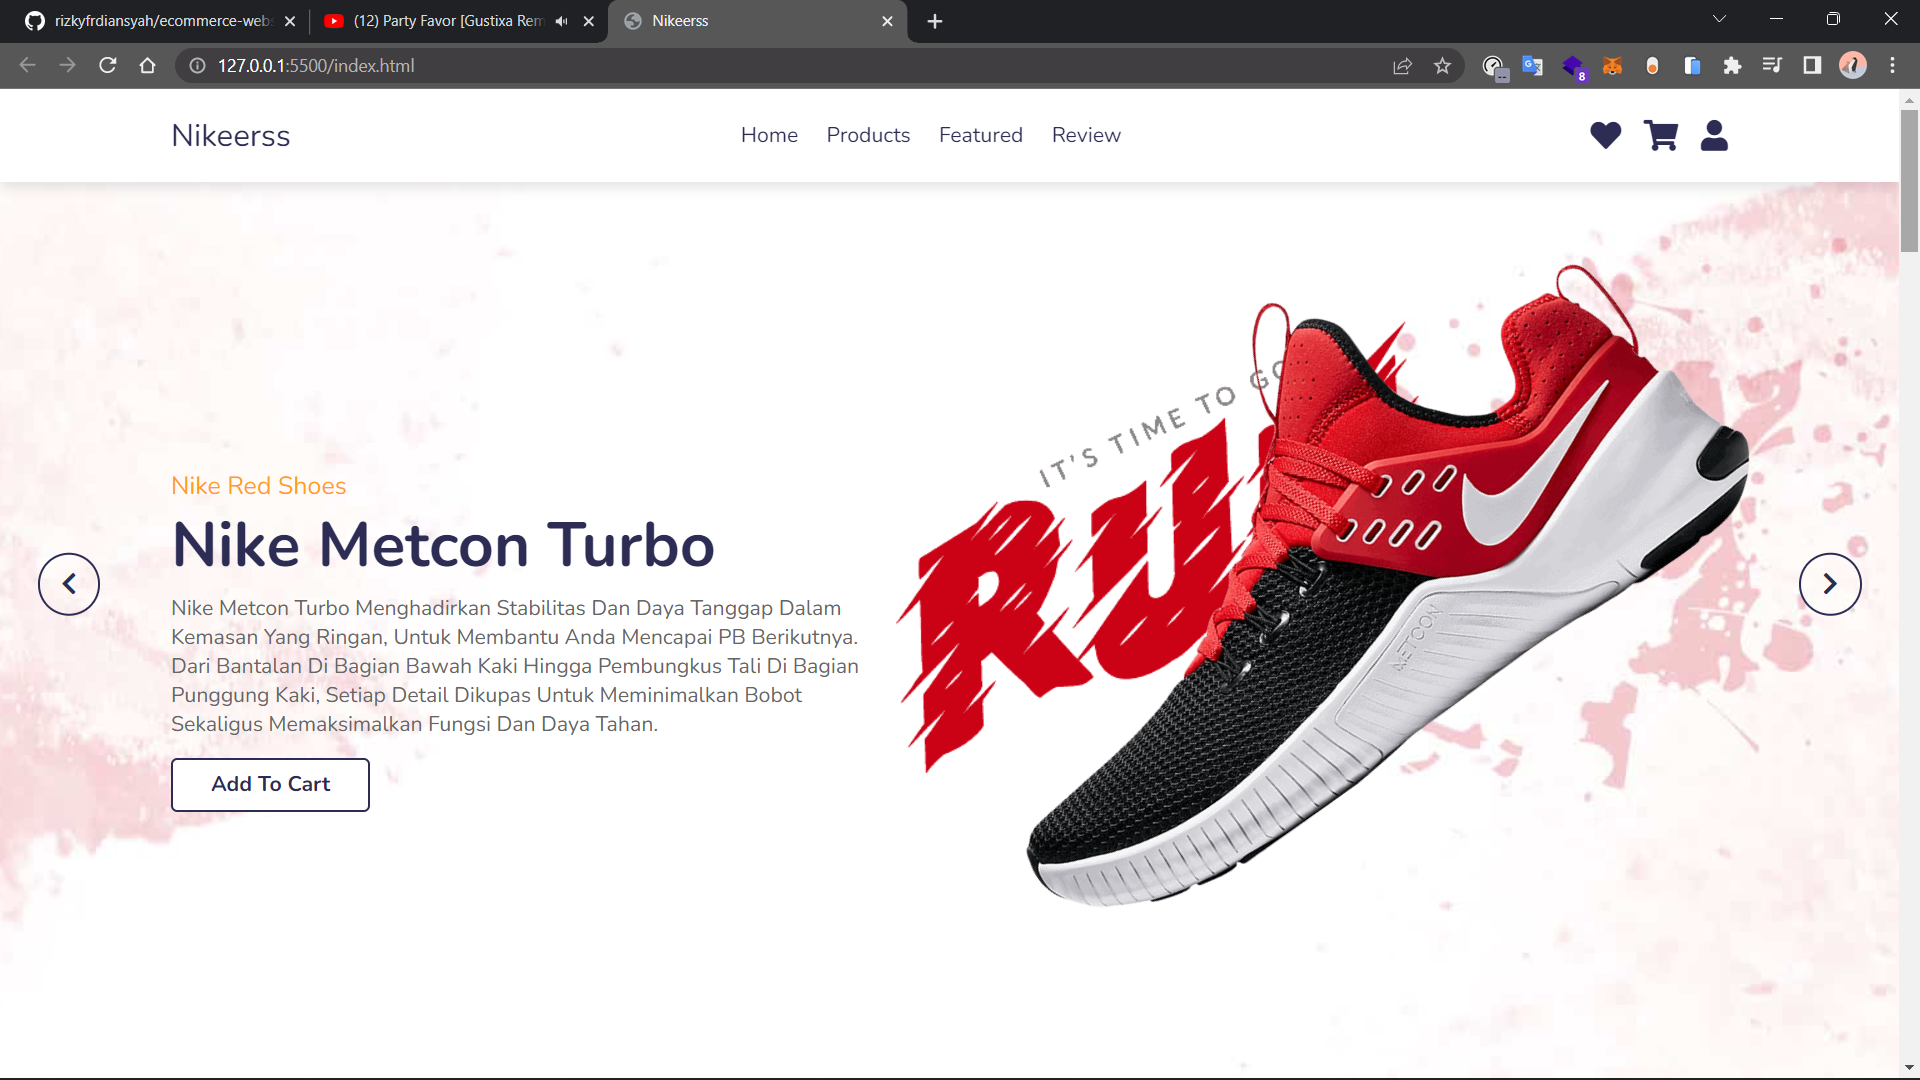 rizkyfrdiansyah/ecommerce-web
(12) Party Favor [Gustixa Rem
Nikeerss
127.0.0.1:5500/index.html
8
Nikeerss
Home
Products
Featured
Review
IT'S TIME TO GO
RU
Nike Red Shoes
Nike Metcon Turbo
Nike Metcon Turbo Menghadirkan Stabilitas Dan Daya Tanggap Dalam
Kemasan Yang Ringan, Untuk Membantu Anda Mencapai PB Berikutnya.
Dari Bantalan Di Bagian Bawah Kaki Hingga Pembungkus Tali Di Bagian
Punggung Kaki, Setiap Detail Dikupas Untuk Meminimalkan Bobot
Sekaligus Memaksimalkan Fungsi Dan Daya Tahan.
METCON
Add To Cart